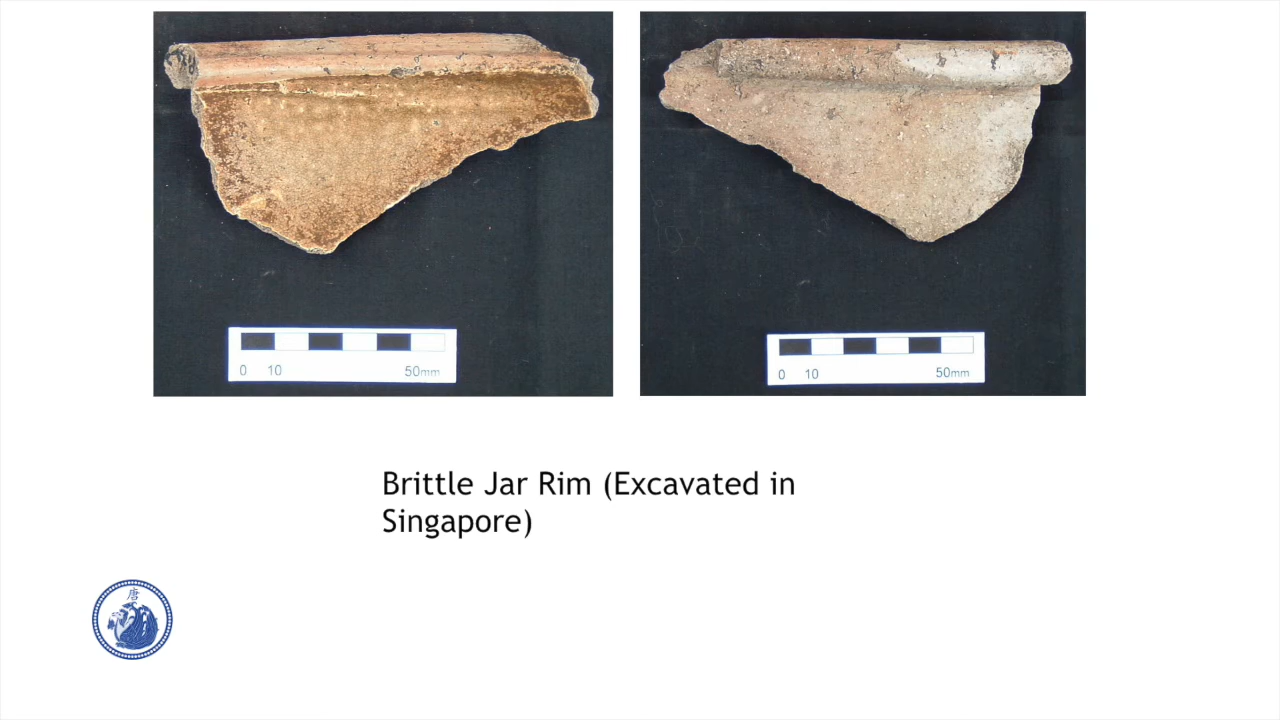 0 10 50mm
0 10 50mm
Brittle Jar Rim (Excavated in
Singapore)
唐